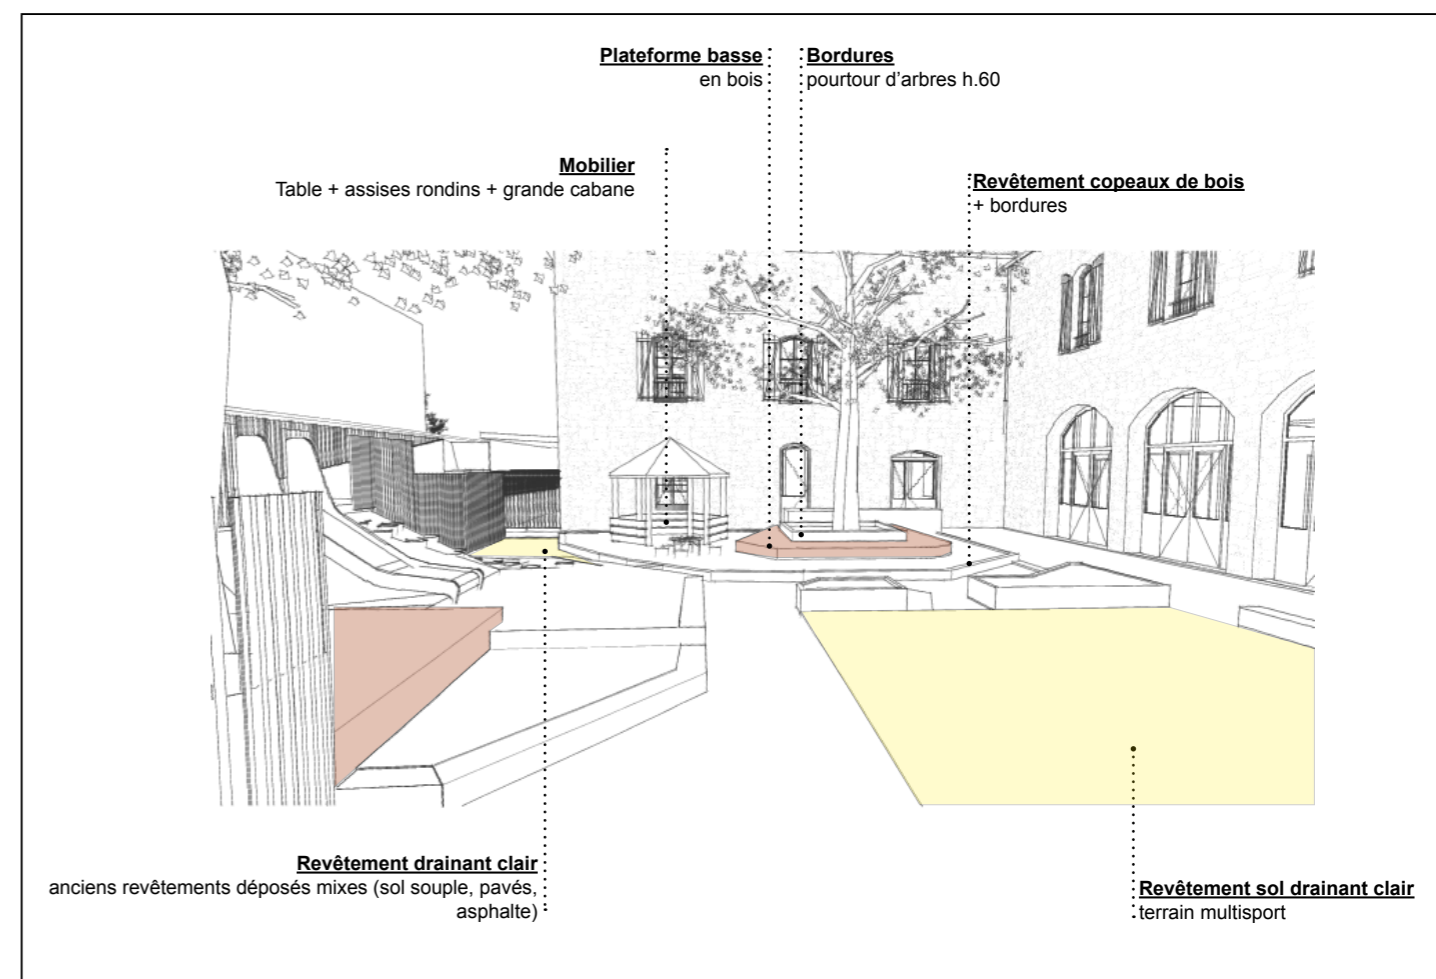 Plateforme basse
en bois
Bordures
pourtour d’arbres h.60
Mobilier
Table + assises rondins + grande cabane
Revêtement copeaux de bois
+ bordures
Revêtement drainant clair
anciens revêtements déposés mixes (sol souple, pavés,
asphalte)
Revêtement sol drainant clair
terrain multisport